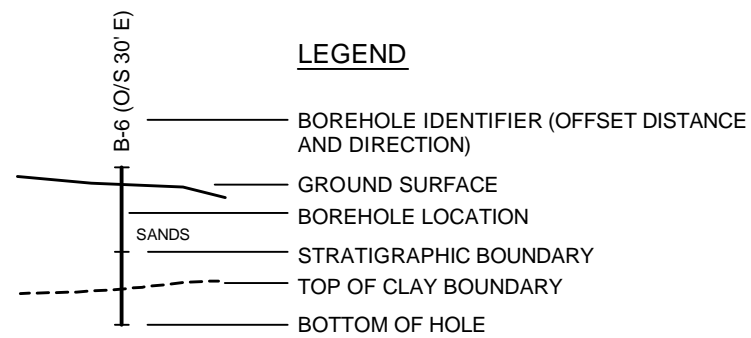 B-6 (O/S 30' E)
LEGEND
BOREHOLE IDENTIFIER (OFFSET DISTANCE
AND DIRECTION)
GROUND SURFACE
BOREHOLE LOCATION
SANDS
STRATIGRAPHIC BOUNDARY
TOP OF CLAY BOUNDARY
BOTTOM OF HOLE